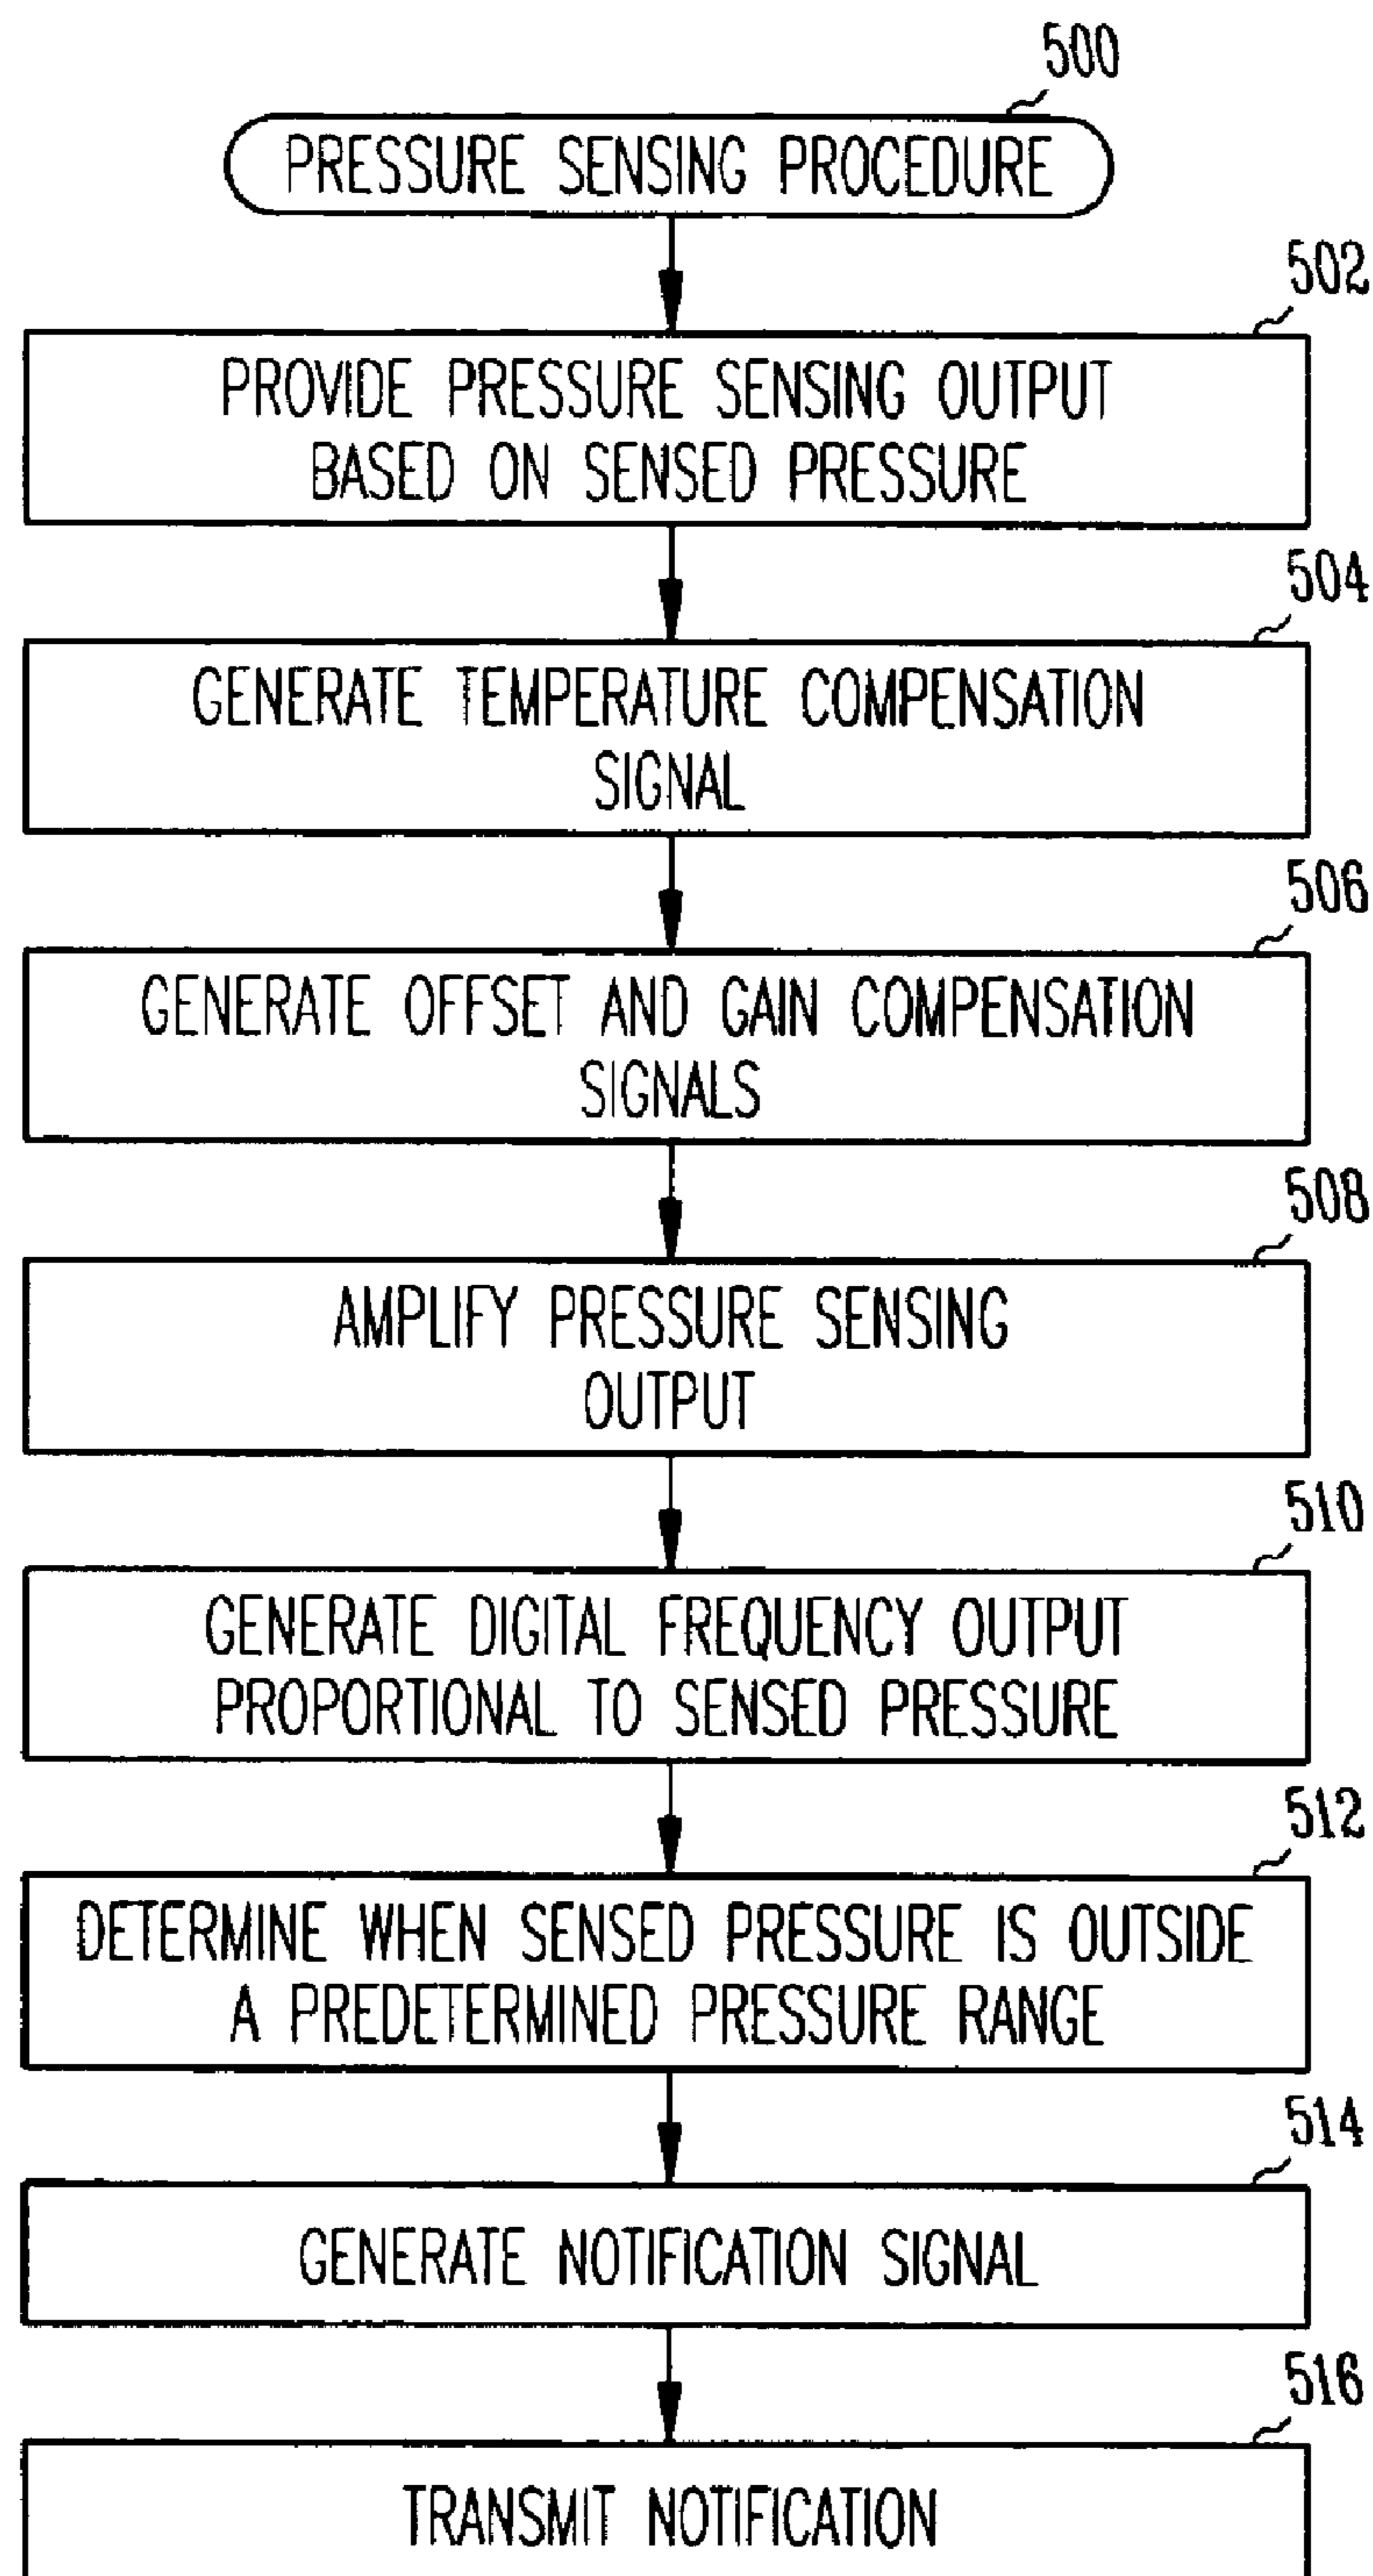 500
PRESSURE SENSING PROCEDURE
502
PROVIDE PRESSURE SENSING OUTPUT
BASED ON SENSED PRESSURE
504
GENERATE TEMPERATURE COMPENSATION
SIGNAL
506
GENERATE OFFSET AND GAIN COMPENSATION
SIGNALS
508
AMPLIFY PRESSURE SENSING
OUTPUT
510
GENERATE DIGITAL FREQUENCY OUTPUT
PROPORTIONAL TO SENSED PRESSURE
512
DETERMINE WHEN SENSED PRESSURE IS OUTSIDE
A PREDETERMINED PRESSURE RANGE
514
GENERATE NOTIFICATION SIGNAL
516
TRANSMIT NOTIFICATION